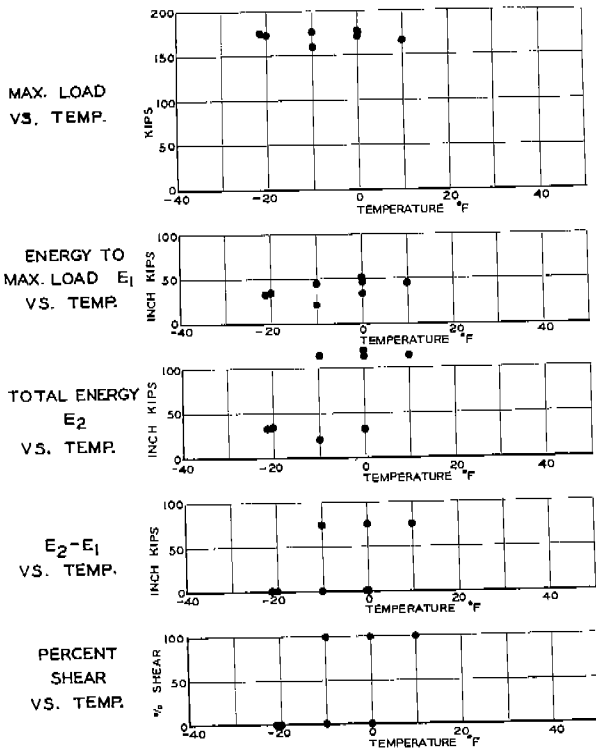 MAX. LOAD
VS. TEMP.
KIPS
200
150
100
50
0
-40
-20
0
20
40
TEMPERATURE °F
ENERGY TO
MAX. LOAD E1
VS. TEMP.
INCH KIPS
100
50
0
-40
-20
0
20
40
TEMPERATURE °F
TOTAL ENERGY
E2
VS. TEMP.
INCH KIPS
100
50
0
-40
-20
0
20
40
TEMPERATURE °F
E2-E1
VS. TEMP.
INCH KIPS
100
50
0
-40
-20
0
20
40
TEMPERATURE °F
PERCENT
SHEAR
VS. TEMP.
% SHEAR
100
50
0
-40
-20
0
20
40
TEMPERATURE °F